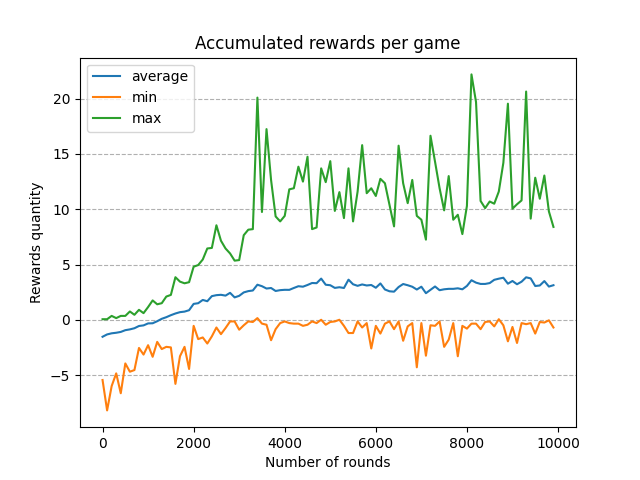 Accumulated rewards per game
average
min
max
Rewards quantity
20
15
10
5
0
−5
0 2000 4000 6000 8000 10000
Number of rounds